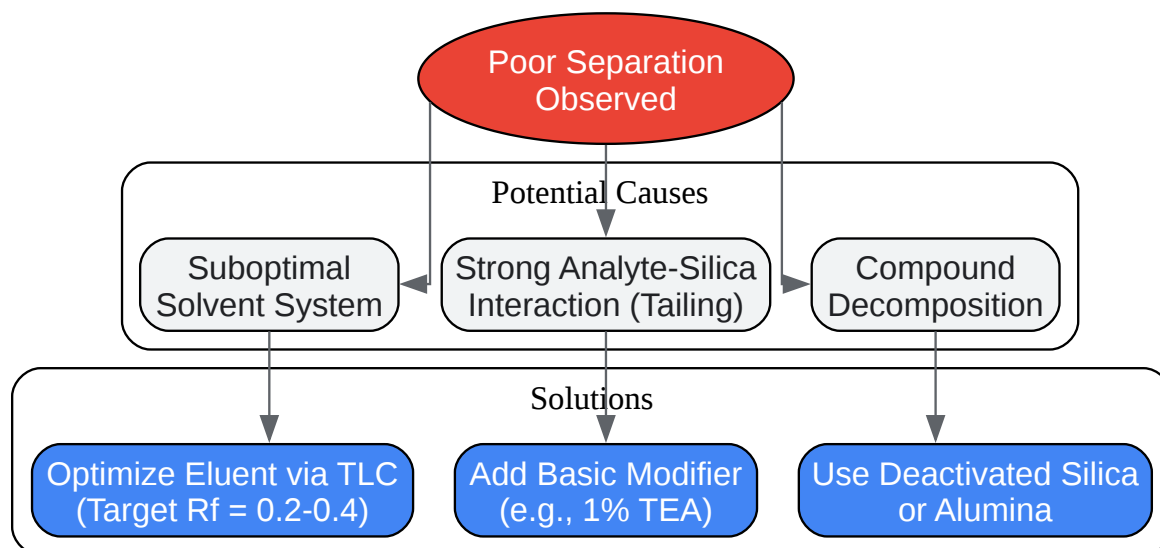 Poor Separation
Observed
Potential Causes
Suboptimal
Solvent System
Strong Analyte-Silica
Interaction (Tailing)
Compound
Decomposition
Solutions
Optimize Eluent via TLC
(Target Rf = 0.2-0.4)
Add Basic Modifier
(e.g., 1% TEA)
Use Deactivated Silica
or Alumina